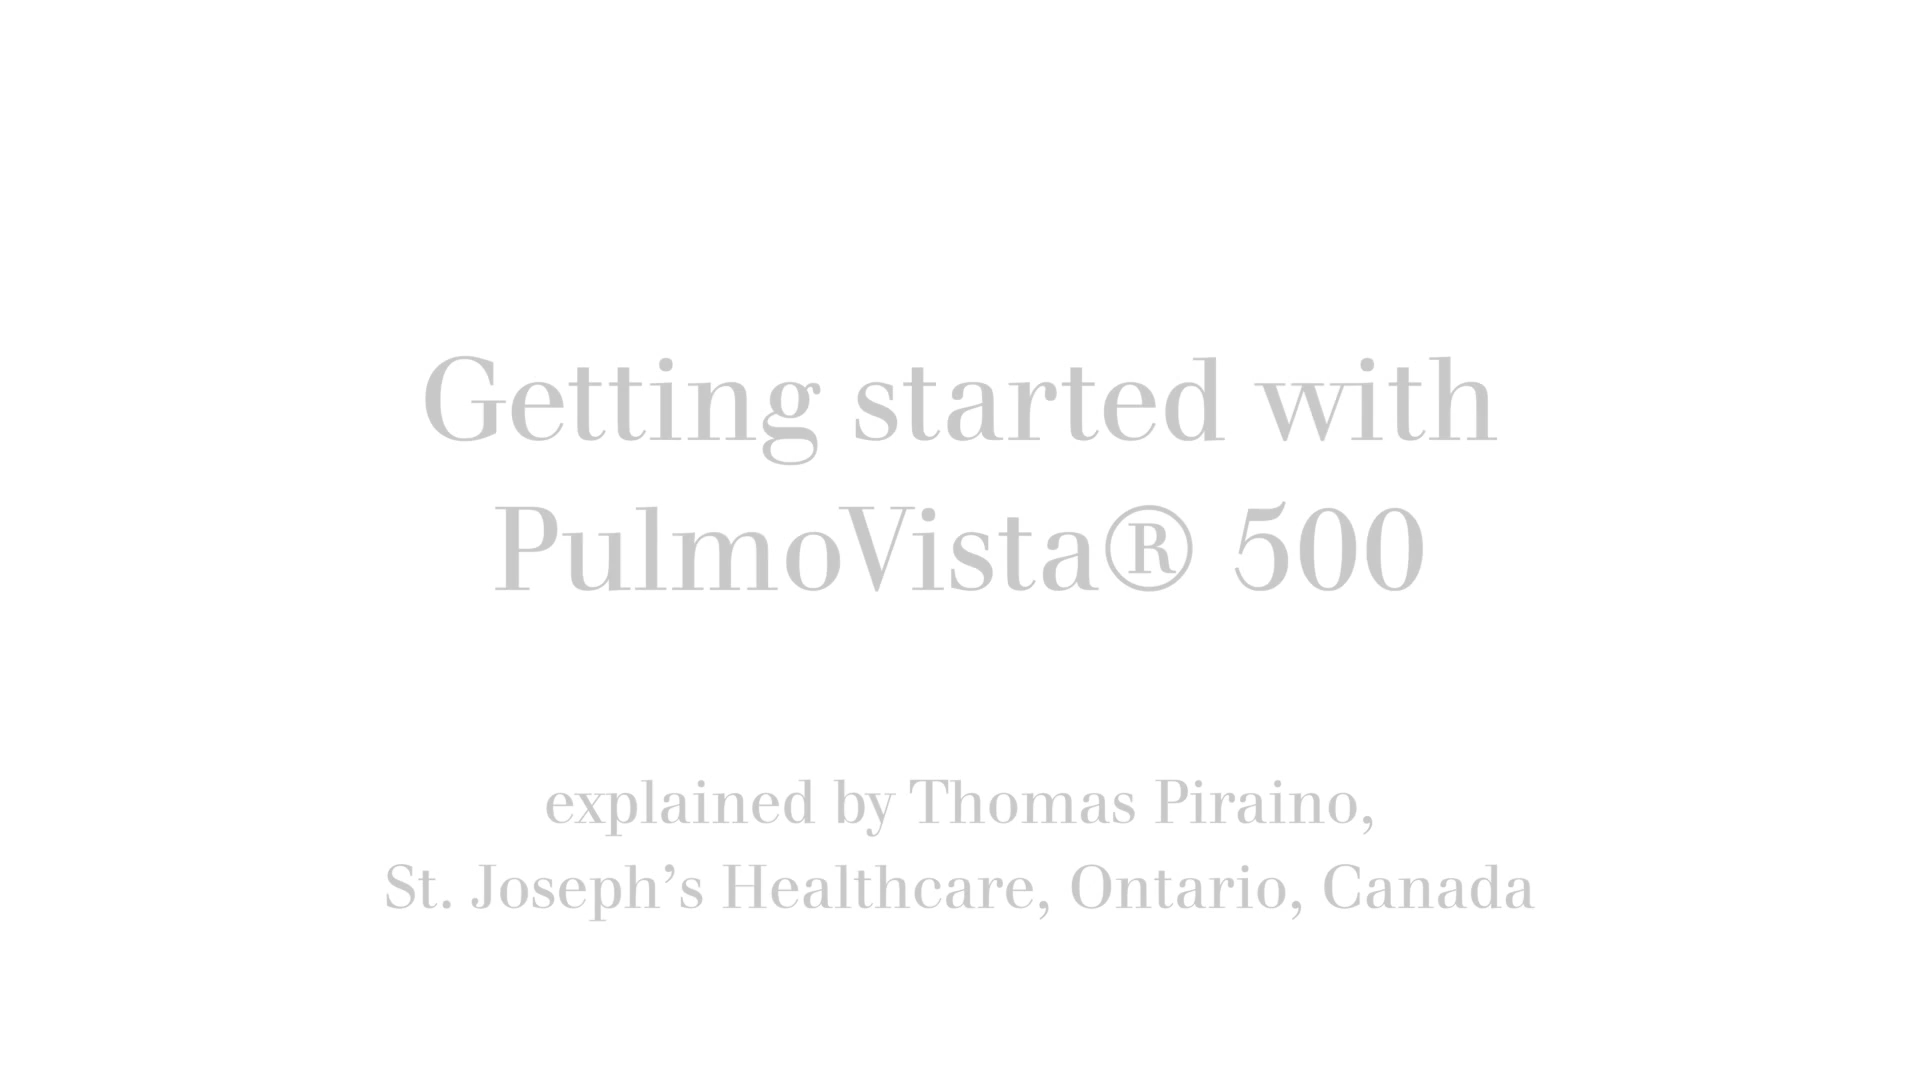 Getting started with
PulmoVista® 500
explained by Thomas Piraino,
St. Joseph’s Healthcare, Ontario, Canada